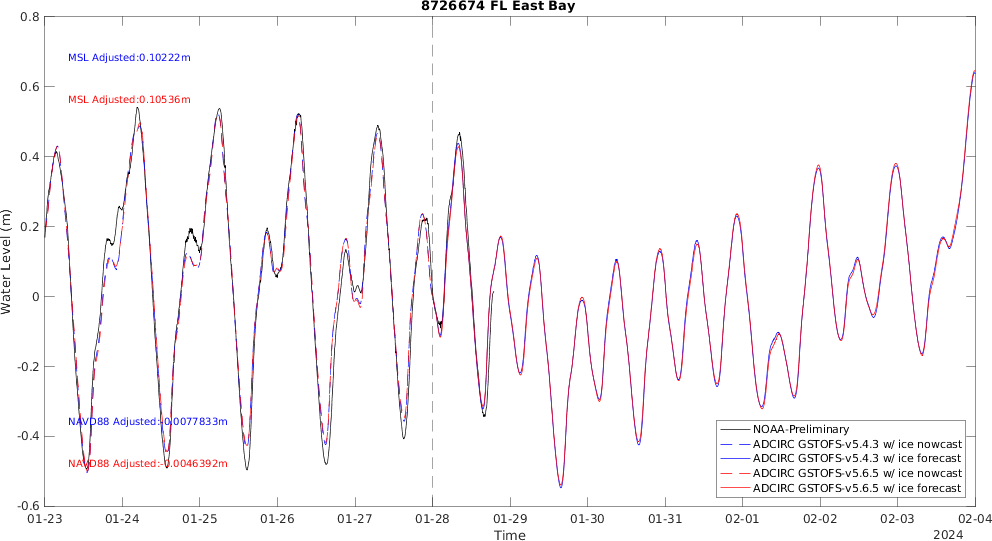 8726674 FL East Bay
0.8
0.6
0.4
0.2
0
-0.2
-0.4
-0.6
Water Level (m)
MSL Adjusted:0.10222m
MSL Adjusted:0.10536m
NAVD88 Adjusted:-0.0077833m
NAVD88 Adjusted:-0.0046392m
NOAA-Preliminary
ADCIRC GSTOFS-v5.4.3 w/ ice nowcast
ADCIRC GSTOFS-v5.4.3 w/ ice forecast
ADCIRC GSTOFS-v5.6.5 w/ ice nowcast
ADCIRC GSTOFS-v5.6.5 w/ ice forecast
01-23 01-24 01-25 01-26 01-27 01-28 01-29 01-30 01-31 02-01 02-02 02-03 02-04
Time
2024